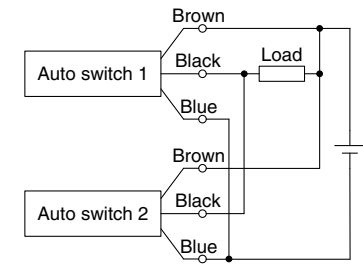 Brown
Auto switch 1
Black
Load
Blue
Brown
Auto switch 2
Black
Blue